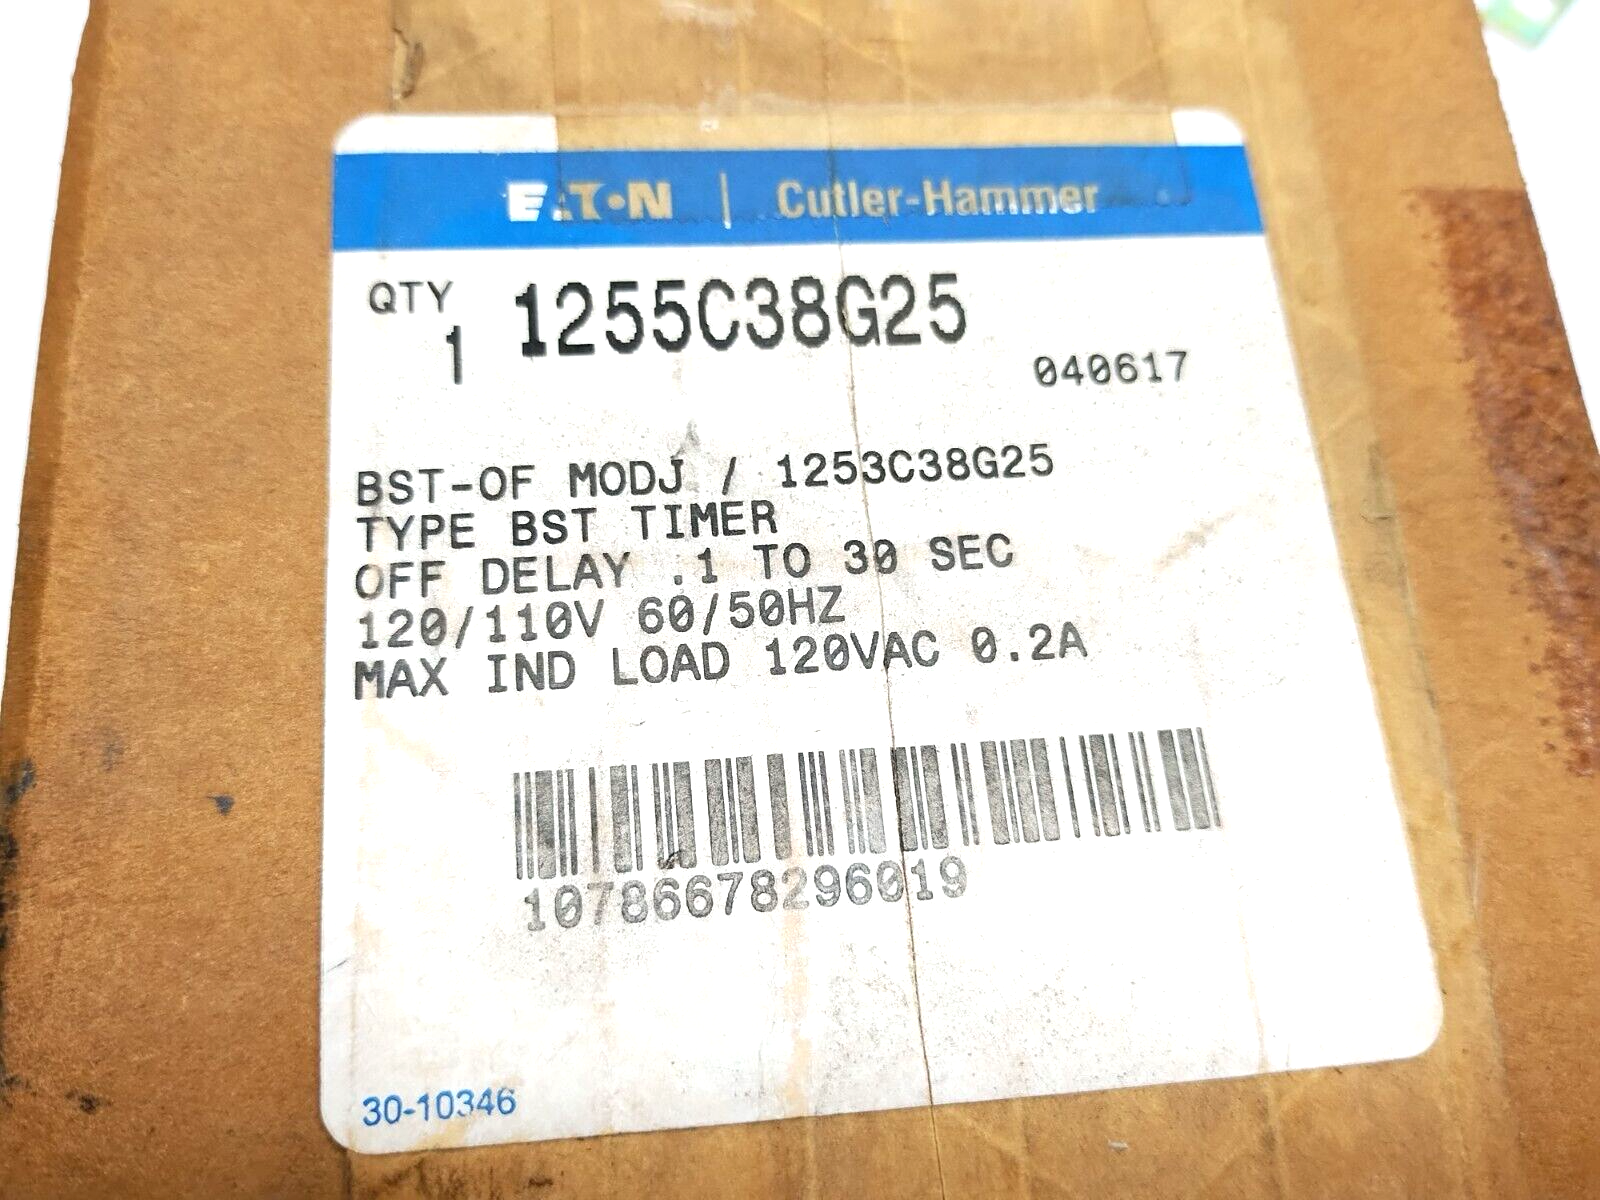 EATON | Cutler-Hammer
QTY
1 1255C38G25
040617
BST-OF MODJ / 1253C38G25
TYPE BST TIMER
OFF DELAY .1 TO 30 SEC
120/110V 60/50HZ
MAX IND LOAD 120VAC 0.2A
10786678296019
30-10346